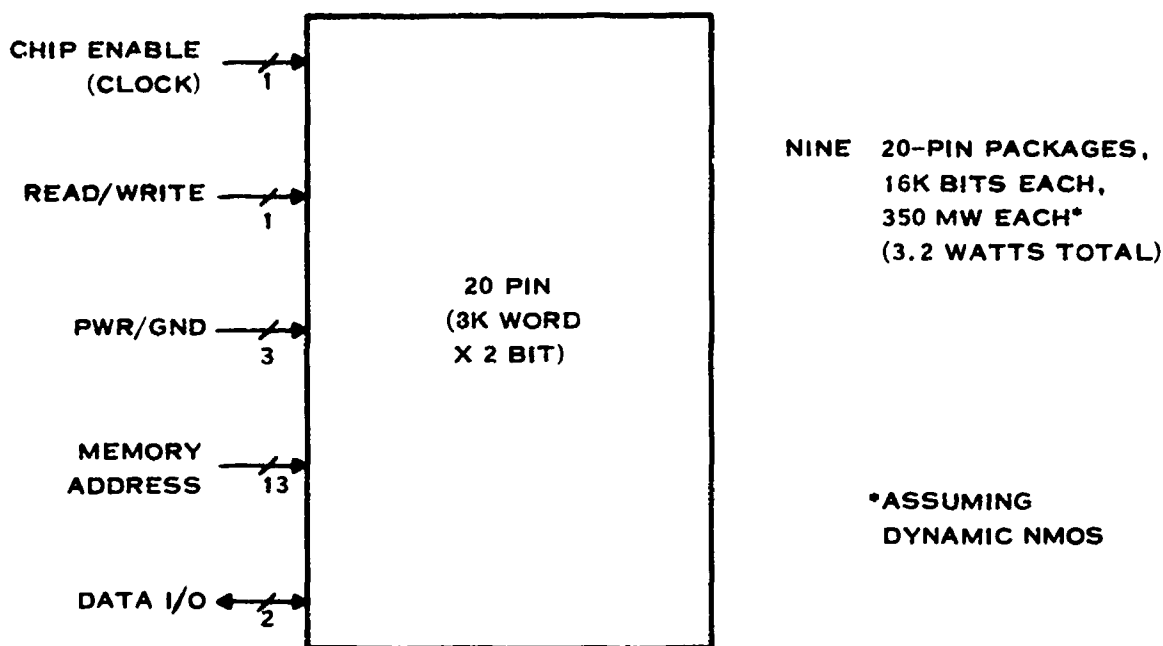 CHIP ENABLE
(CLOCK)
1
READ/WRITE
1
PWR/GND
3
MEMORY
ADDRESS
13
DATA I/O
2
20 PIN
(3K WORD
X 2 BIT)
NINE 20-PIN PACKAGES,
16K BITS EACH,
350 MW EACH*
(3.2 WATTS TOTAL)
*ASSUMING
DYNAMIC NMOS